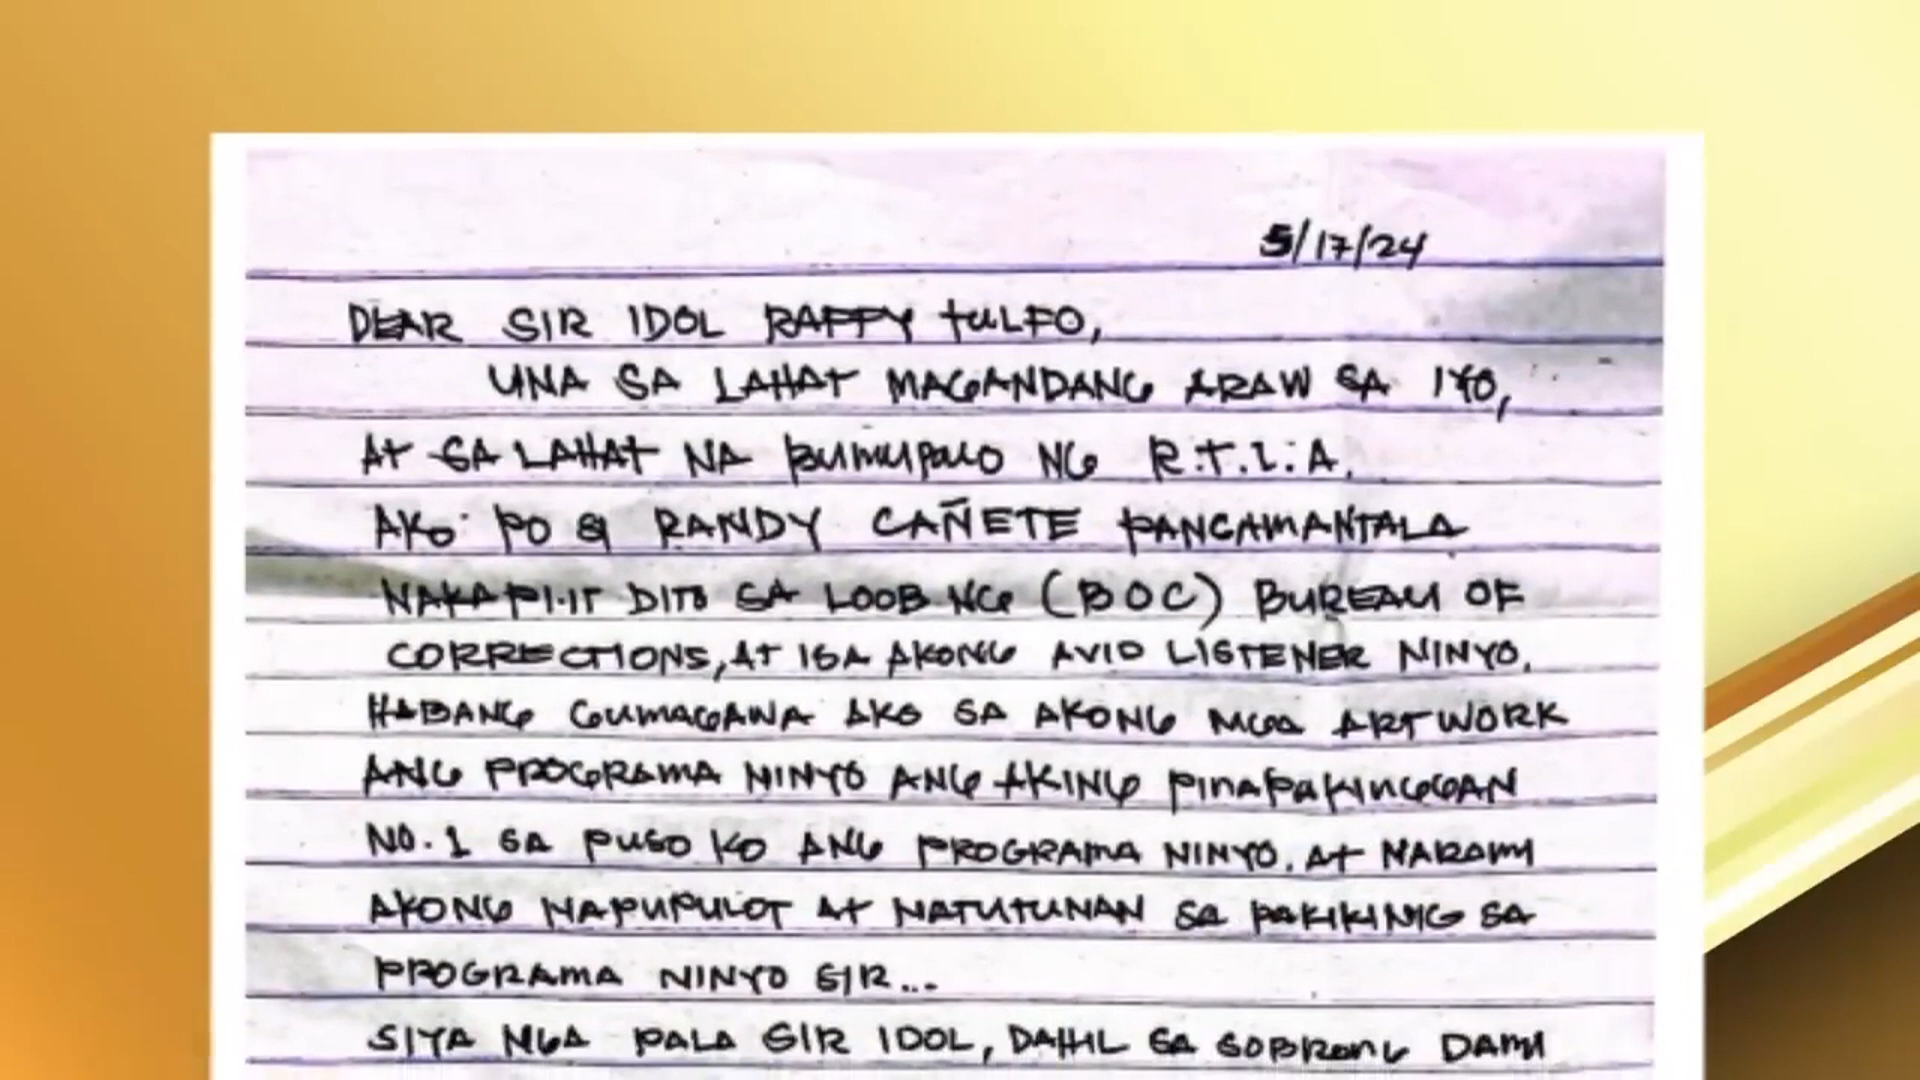 5/17/24
DEAR SIR IDOL RAFFY TULFO,
UNA SA LAHAT MAGANDANG ARAW SA IYO,
AT SA LAHAT NA BUMUPUO NG R.T.I.A.
AKO PO SI RANDY CAÑETE PANGAMANTALA
NAKAPI-IT DITO SA LOOB NG (BOC) BUREAU OF
CORRECTIONS, AT ISA AKONG AVID LISTENER NINYO.
HABANG GUMAGAWA AKO SA AKONG MGA ARTWORK
ANG PROGRAMA NINYO ANG AKING PINAPAKINGGAN
NO.1 SA PUSO KO ANG PROGRAMA NINYO. AT MARAMI
AKONG NAPUPULOT AT NATUTUNAN SA PAKIKINIG SA
PROGRAMA NINYO SIR...
SIYA NGA PALA SIR IDOL, DAHIL SA SOBRONG DAMI